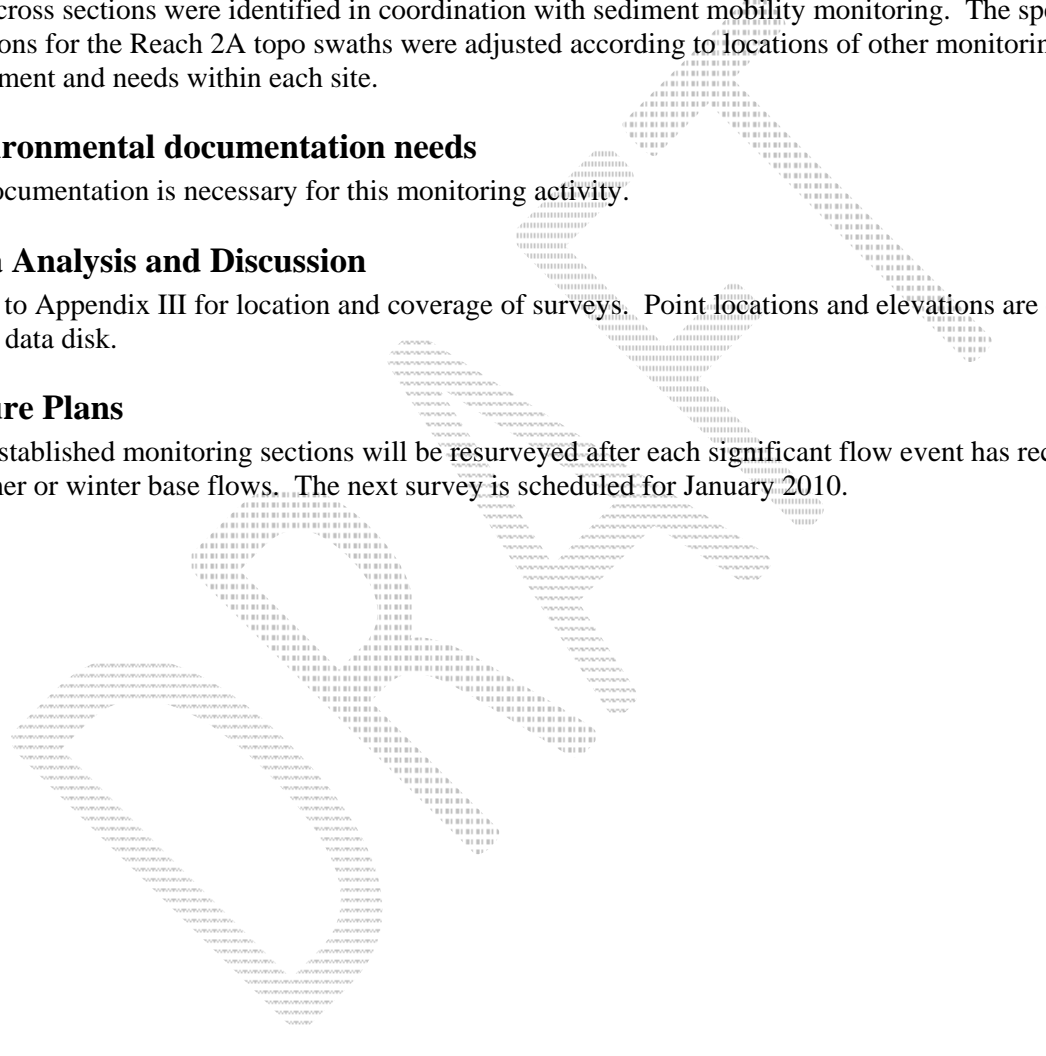 cross sections were identified in coordination with sediment mobility monitoring. The spe
ons for the Reach 2A topo swaths were adjusted according to locations of other monitorin
ment and needs within each site.
ronmental documentation needs
ocumentation is necessary for this monitoring activity.
Analysis and Discussion
to Appendix III for location and coverage of surveys. Point locations and elevations are
data disk.
re Plans
stablished monitoring sections will be resurveyed after each significant flow event has rec
er or winter base flows. The next survey is scheduled for January 2010.
DRAFT